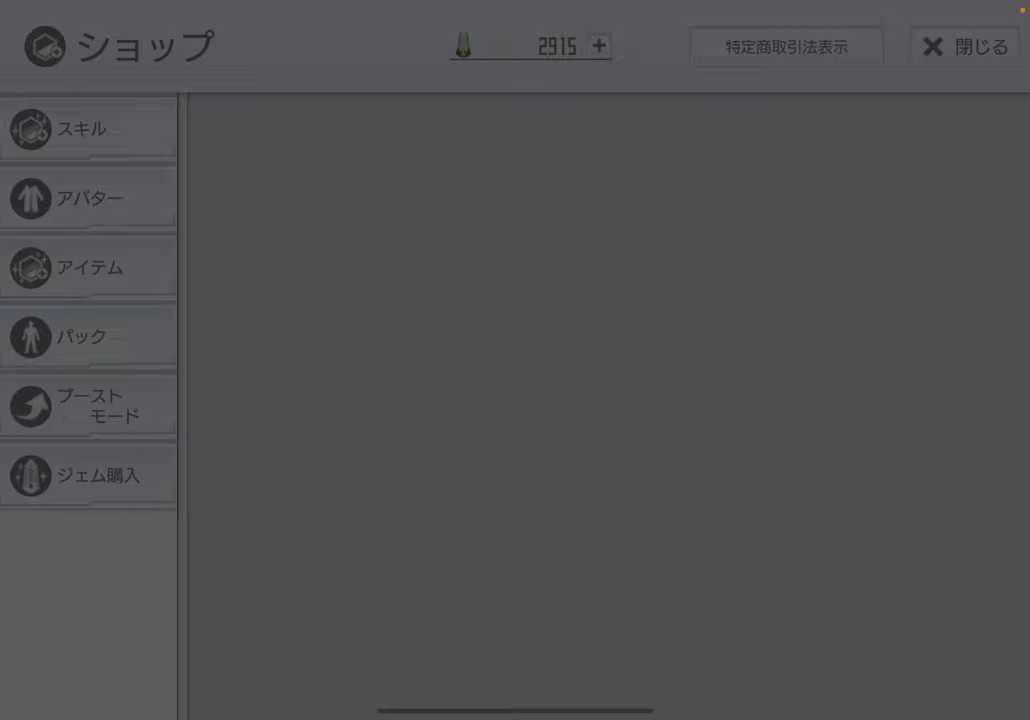 ショップ
2915
特定商取引法表示
閉じる
スキル
アバター
アイテム
パック
ブースト
モード
ジェム購入